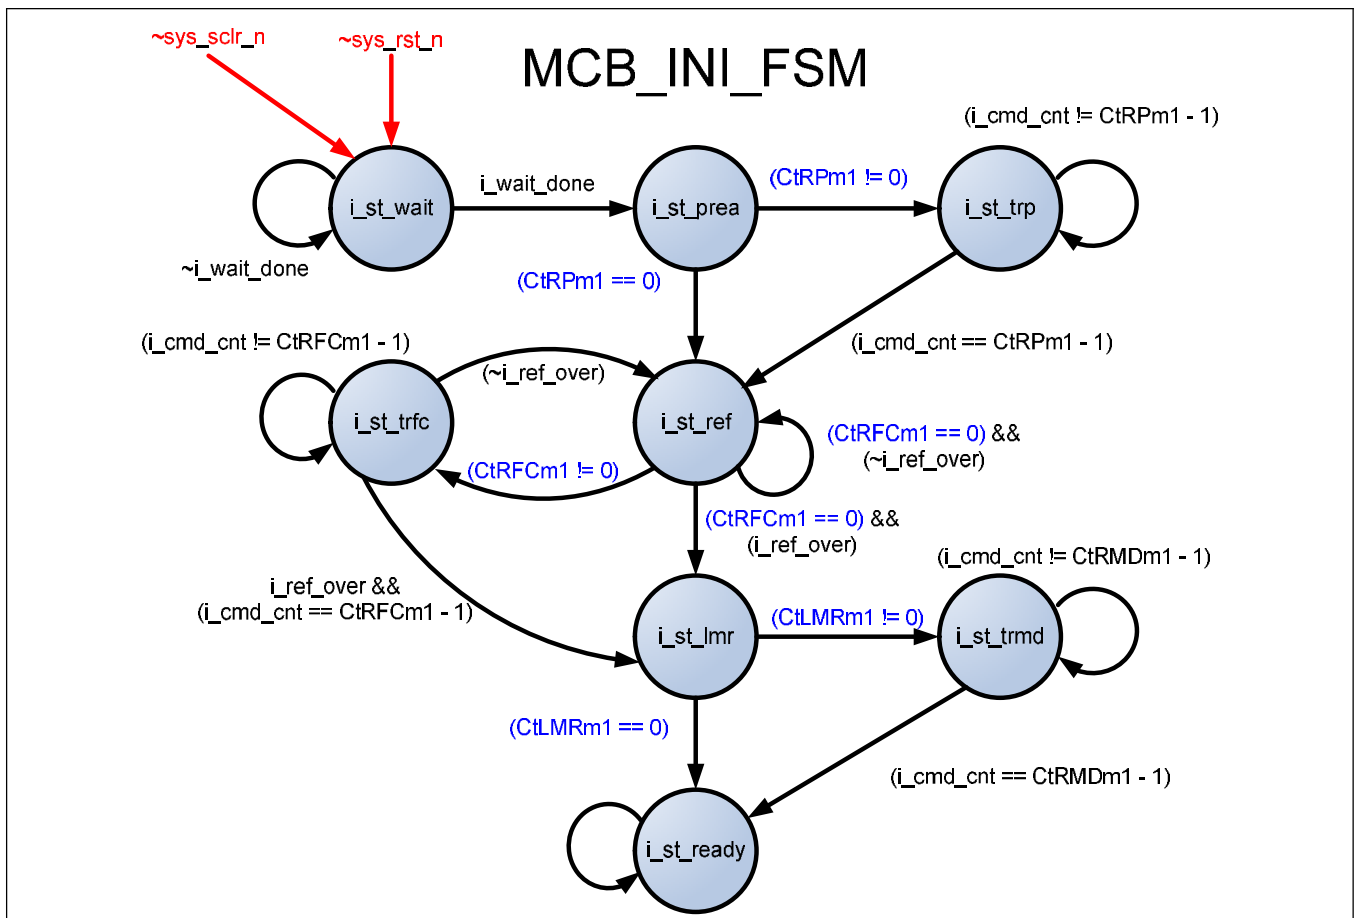 ~sys_sclr_n
~sys_rst_n
MCB_INI_FSM
(i_cmd_cnt != CtRPm1 - 1)
i_st_wait
i_wait_done
i_st_prea
(CtRPm1 != 0)
i_st_trp
~i_wait_done
(CtRPm1 == 0)
(i_cmd_cnt != CtRFCm1 - 1)
(~i_ref_over)
(i_cmd_cnt == CtRPm1 - 1)
i_st_trfc
i_st_ref
(CtRFCm1 == 0) &&
(~i_ref_over)
(CtRFCm1 != 0)
(CtRFCm1 == 0) &&
(i_ref_over)
(i_cmd_cnt != CtRMDm1 - 1)
i_ref_over &&
(i_cmd_cnt == CtRFCm1 - 1)
i_st_lmr
(CtLMRm1 != 0)
i_st_trmd
(CtLMRm1 == 0)
(i_cmd_cnt == CtRMDm1 - 1)
i_st_ready